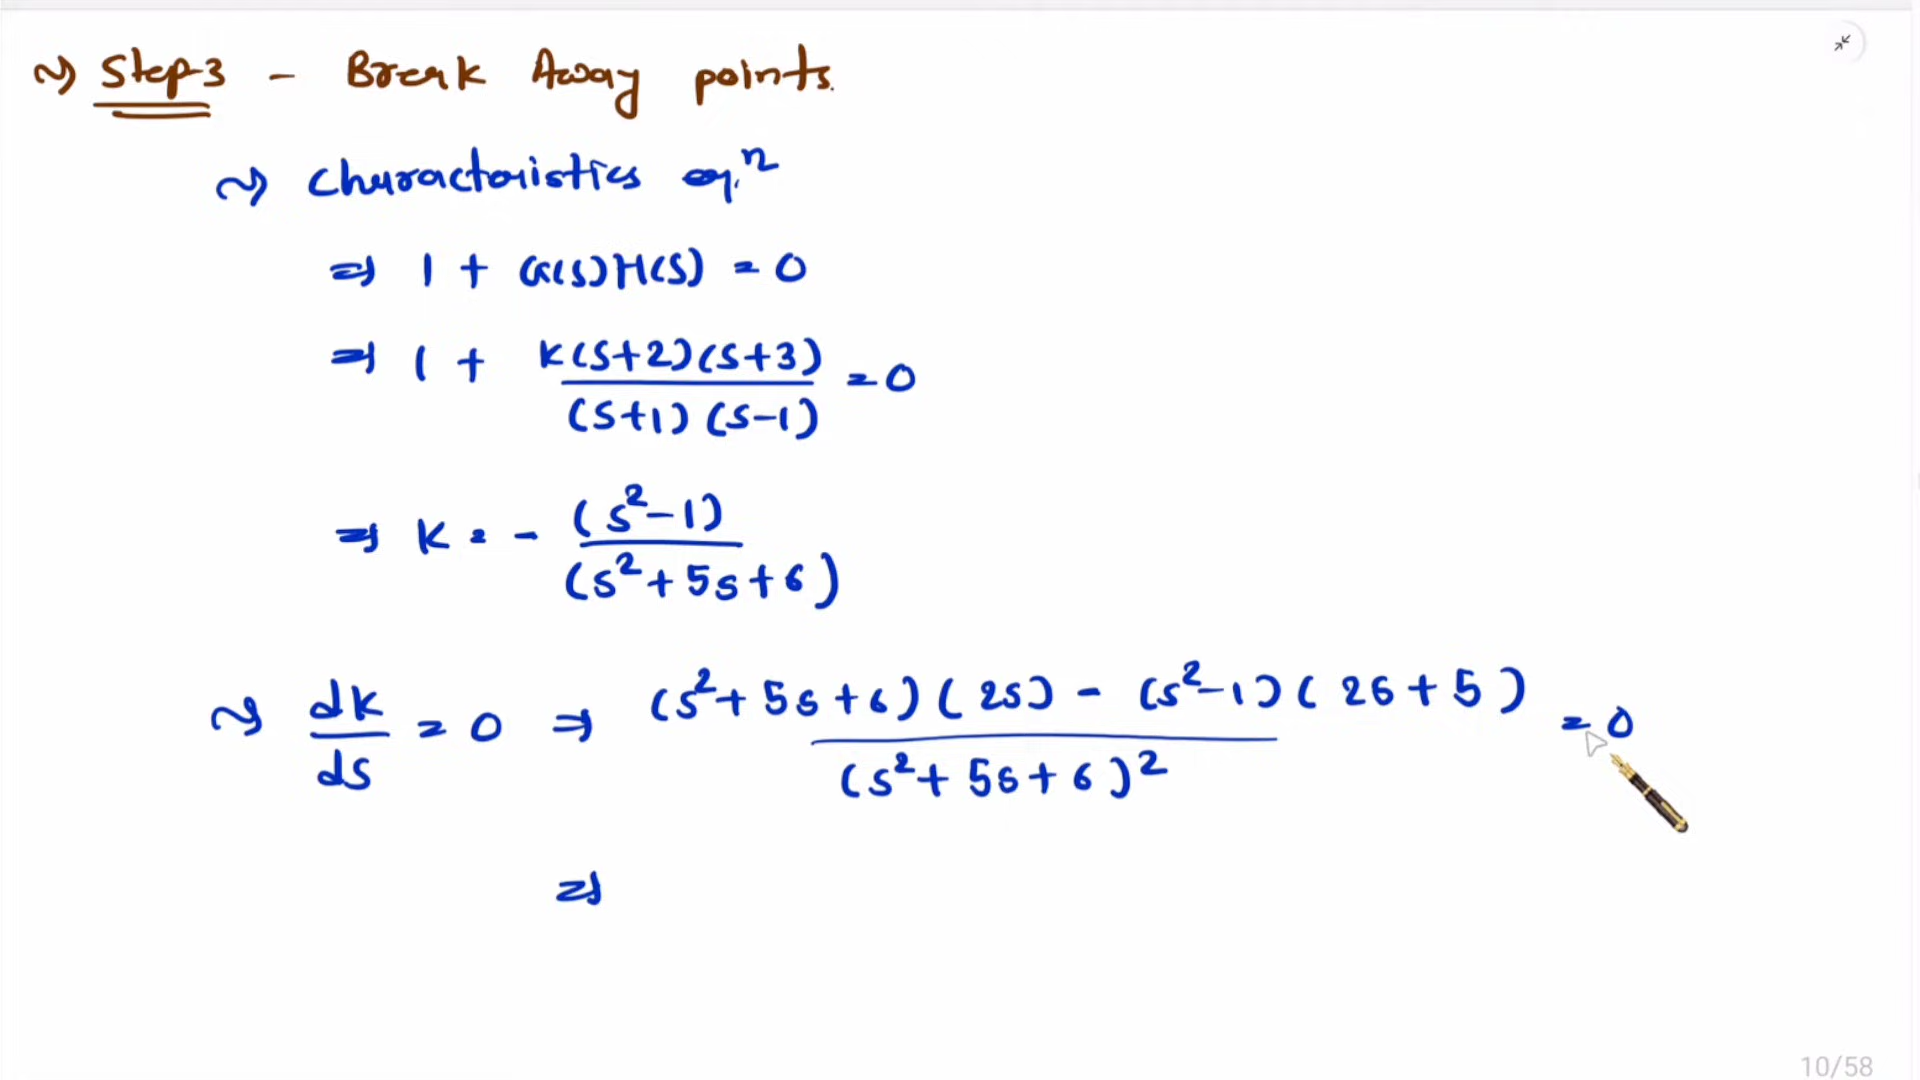 ~> Step-3 - Break Away points.
~> Characteristics eq.ⁿ
⇒ 1 + G(s)H(s) = 0
⇒ 1 + K(s+2)(s+3) / (s+1)(s-1) = 0
⇒ K = - (s²-1) / (s²+5s+6)
~> dK/ds = 0 ⇒ (s²+5s+6)(2s) - (s²-1)(2s+5) / (s²+5s+6)² = 0
⇒
10/58